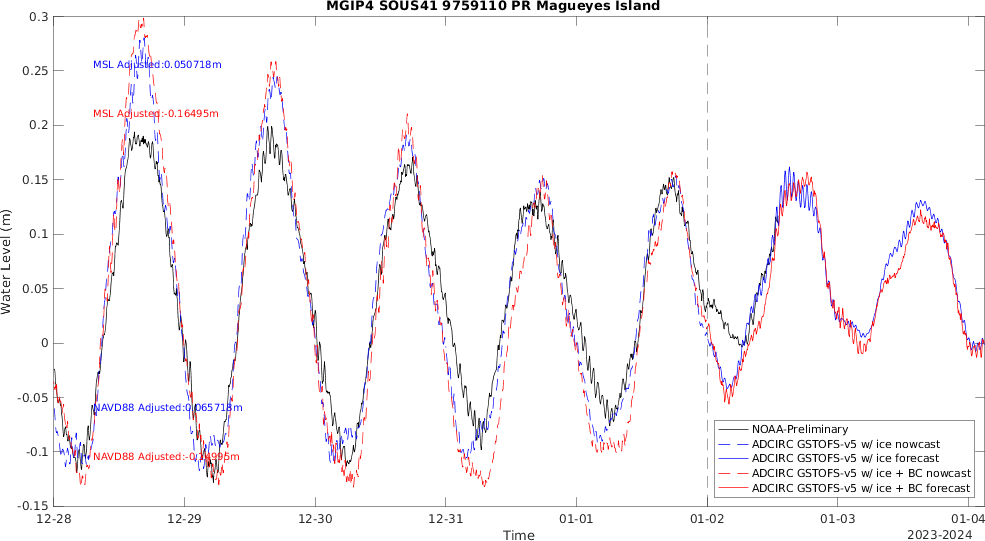 MGIP4 SOUS41 9759110 PR Magueyes Island
0.3
0.25
0.2
0.15
0.1
0.05
0
-0.05
-0.1
-0.15
Water Level (m)
MSL Adjusted:0.050718m
MSL Adjusted:-0.16495m
NAVD88 Adjusted:0.065718m
NAVD88 Adjusted:-0.14995m
NOAA-Preliminary
ADCIRC GSTOFS-v5 w/ ice nowcast
ADCIRC GSTOFS-v5 w/ ice forecast
ADCIRC GSTOFS-v5 w/ ice + BC nowcast
ADCIRC GSTOFS-v5 w/ ice + BC forecast
12-28
12-29
12-30
12-31
01-01
01-02
01-03
01-04
Time
2023-2024